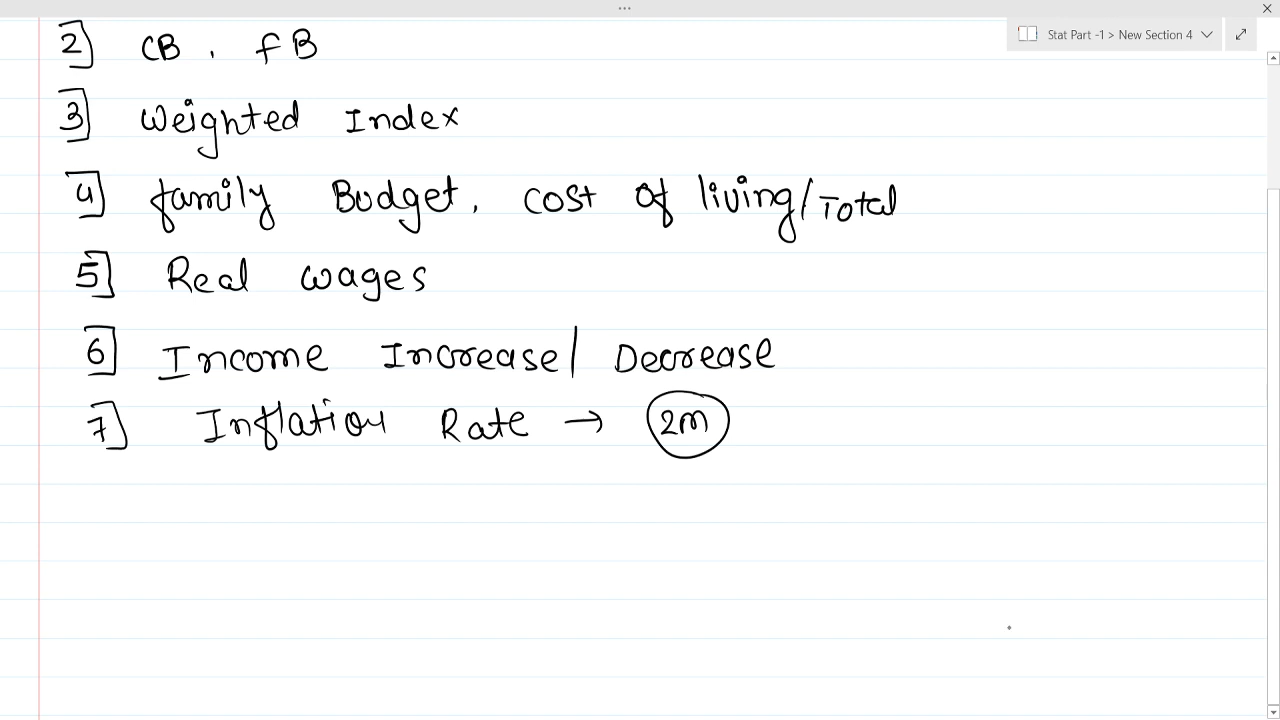 Stat Part -1 > New Section 4
2] CB, FB
3] Weighted Index
4] family Budget, cost of living/Total
5] Real wages
6] Income Increase/Decrease
7] Inflation Rate → 2m